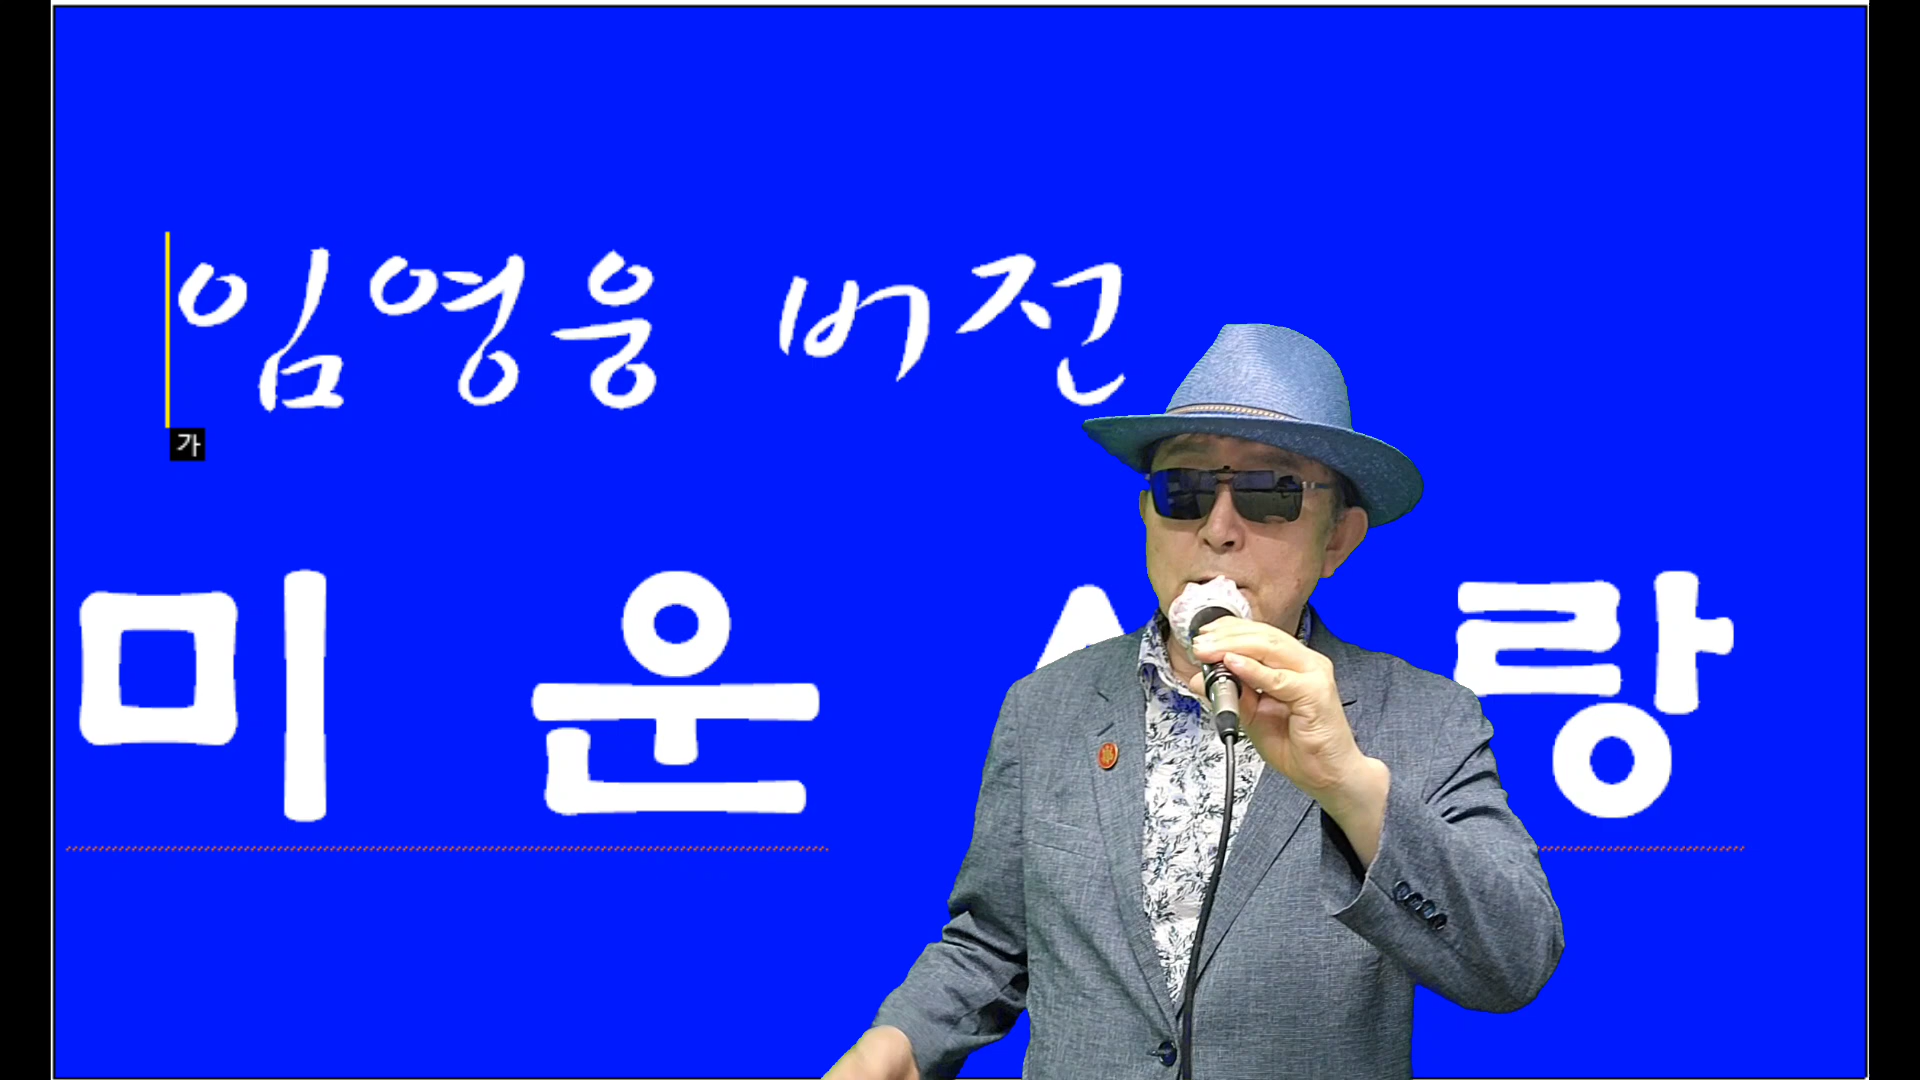 임영웅 버전
가
미운 랑